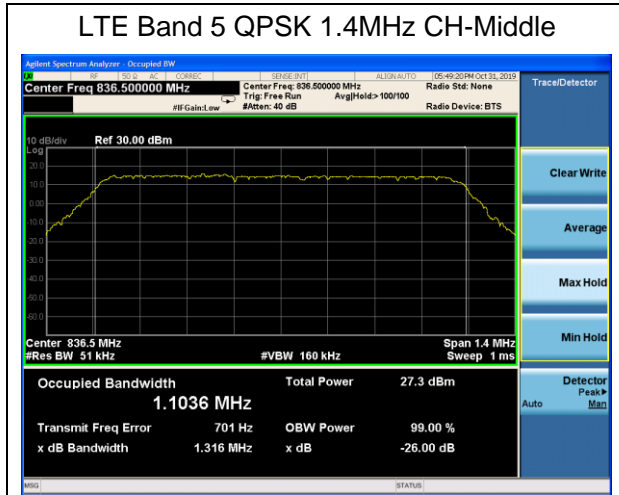 LTE Band 5 QPSK 1.4MHz CH-Middle
Agilent Spectrum Analyzer - Occupied BW
RF 50 Ω AC CORREC SENSE:INT ALIGNAUTO 05:49:20PM Oct 31, 2019
Center Freq 836.500000 MHz
Center Freq: 836.500000 MHz
Radio Std: None
Trig: Free Run Avg|Hold:> 100/100
#IFGain:Low
#Atten: 40 dB
Radio Device: BTS
Trace/Detector
10 dB/div Ref 30.00 dBm
Log
20.0
10.0
0.00
-10.0
-20.0
-30.0
-40.0
-50.0
-60.0
Center 836.5 MHz Span 1.4 MHz
#Res BW 51 kHz #VBW 160 kHz Sweep 1 ms
Clear Write
Average
Max Hold
Min Hold
Detector
Peak▶
Auto Man
Occupied Bandwidth Total Power 27.3 dBm
1.1036 MHz
Transmit Freq Error 701 Hz OBW Power 99.00 %
x dB Bandwidth 1.316 MHz x dB -26.00 dB
MSG STATUS